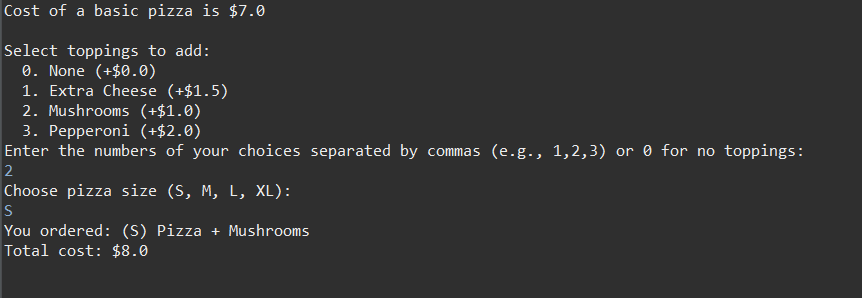 Cost of a basic pizza is $7.0
Select toppings to add:
0. None (+$0.0)
1. Extra Cheese (+$1.5)
2. Mushrooms (+$1.0)
3. Pepperoni (+$2.0)
Enter the numbers of your choices separated by commas (e.g., 1,2,3) or 0 for no toppings:
2
Choose pizza size (S, M, L, XL):
S
You ordered: (S) Pizza + Mushrooms
Total cost: $8.0